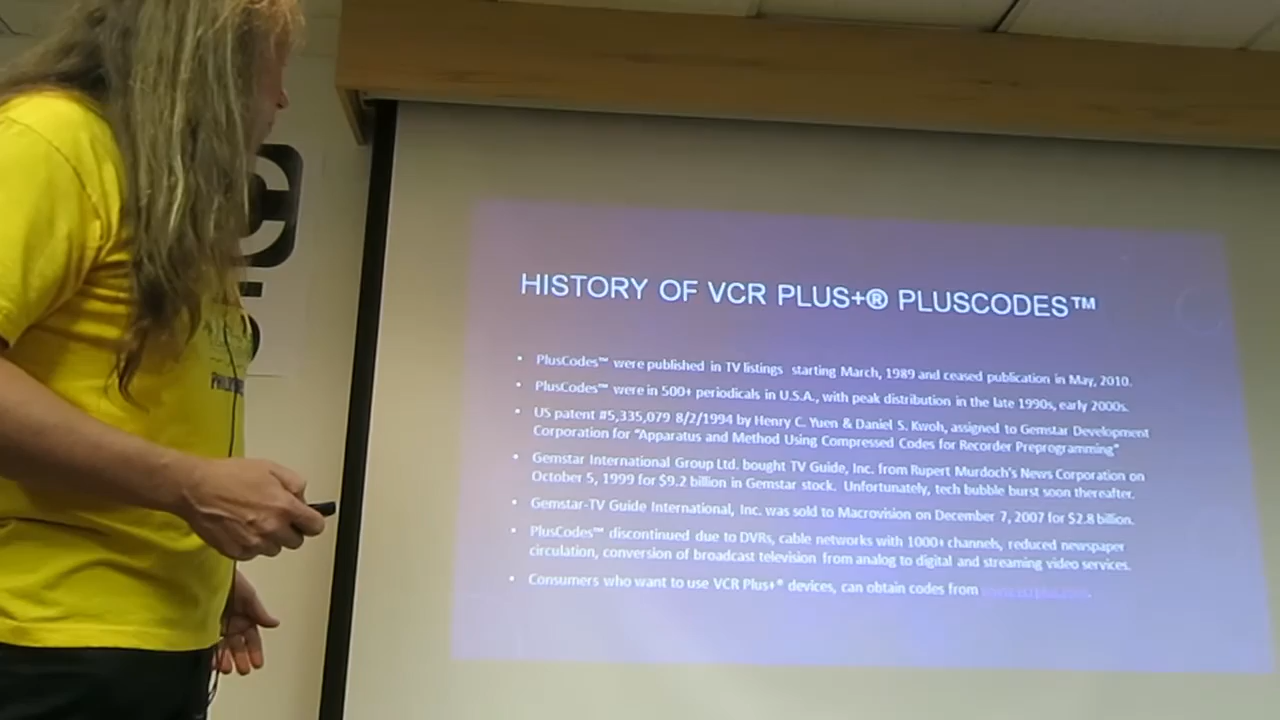 HISTORY OF VCR PLUS+® PLUSCODES™
• PlusCodes™ were published in TV listings starting March, 1989 and ceased publication in May, 2010.
• PlusCodes™ were in 500+ periodicals in U.S.A., with peak distribution in the late 1990s, early 2000s.
• US patent #5,335,079 8/2/1994 by Henry C. Yuen & Daniel S. Kwoh, assigned to Gemstar Development
Corporation for "Apparatus and Method Using Compressed Codes for Recorder Preprogramming"
• Gemstar International Group Ltd. bought TV Guide, Inc. from Rupert Murdoch's News Corporation on
October 5, 1999 for $9.2 billion in Gemstar stock. Unfortunately, tech bubble burst soon thereafter.
• Gemstar-TV Guide International, Inc. was sold to Macrovision on December 7, 2007 for $2.8 billion.
• PlusCodes™ discontinued due to DVRs, cable networks with 1000+ channels, reduced newspaper
circulation, conversion of broadcast television from analog to digital and streaming video services.
• Consumers who want to use VCR Plus+® devices, can obtain codes from